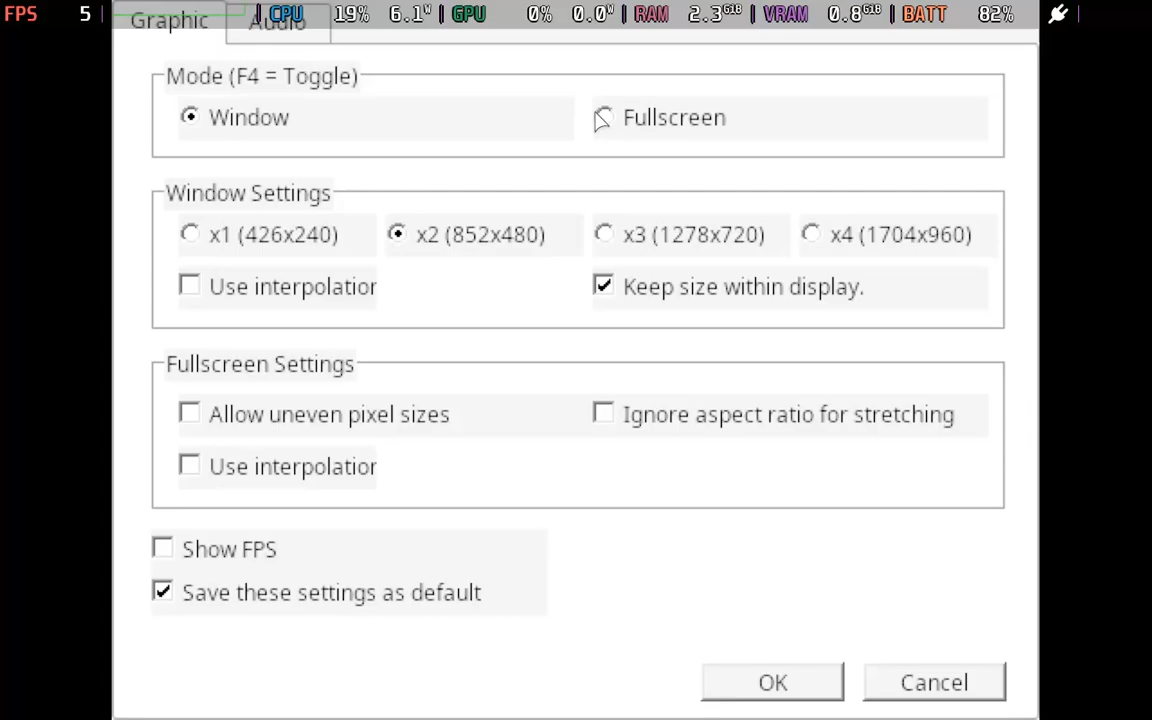 FPS 5 | CPU 19% 6.1W | GPU 0% 0.0W | RAM 2.3GiB | VRAM 0.8GiB | BATT 82%
Graphic Audio
Mode (F4 = Toggle)
Window Fullscreen
Window Settings
x1 (426x240) x2 (852x480) x3 (1278x720) x4 (1704x960)
Use interpolation Keep size within display.
Fullscreen Settings
Allow uneven pixel sizes Ignore aspect ratio for stretching
Use interpolation
Show FPS
Save these settings as default
OK Cancel